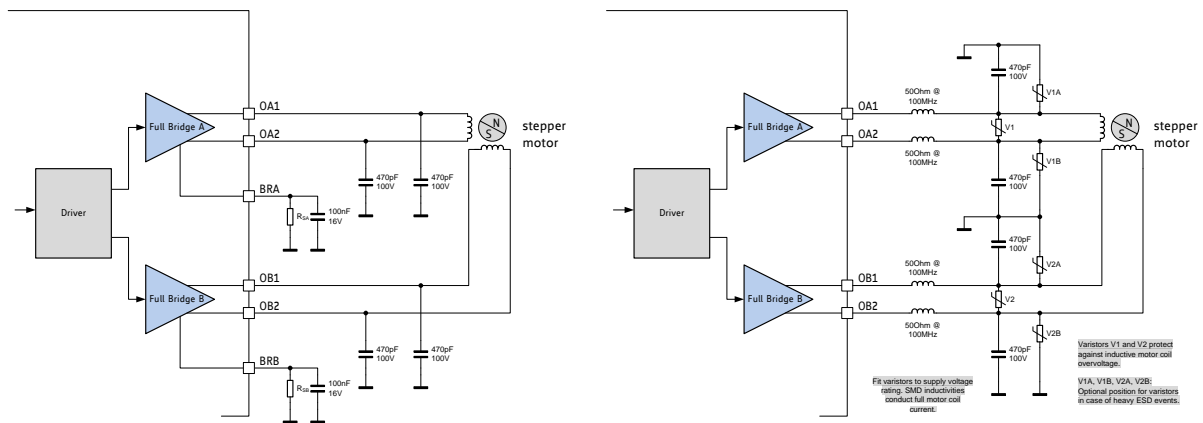 OA1
Full Bridge A
OA2
N
S
stepper
motor
470pF
100V
470pF
100V
BRA
RSA
100nF
16V
Driver
OB1
Full Bridge B
OB2
470pF
100V
470pF
100V
BRB
RSB
100nF
16V
470pF
100V
V1A
50Ohm @
100MHz
OA1
Full Bridge A
V1
N
S
stepper
motor
OA2
50Ohm @
100MHz
V1B
470pF
100V
Driver
470pF
100V
50Ohm @
100MHz
V2A
OB1
Full Bridge B
V2
OB2
50Ohm @
100MHz
V2B
470pF
100V
Fit varistors to supply voltage
rating. SMD inductivities
conduct full motor coil
current.
Varistors V1 and V2 protect
against inductive motor coil
overvoltage.
V1A, V1B, V2A, V2B:
Optional position for varistors
in case of heavy ESD events.